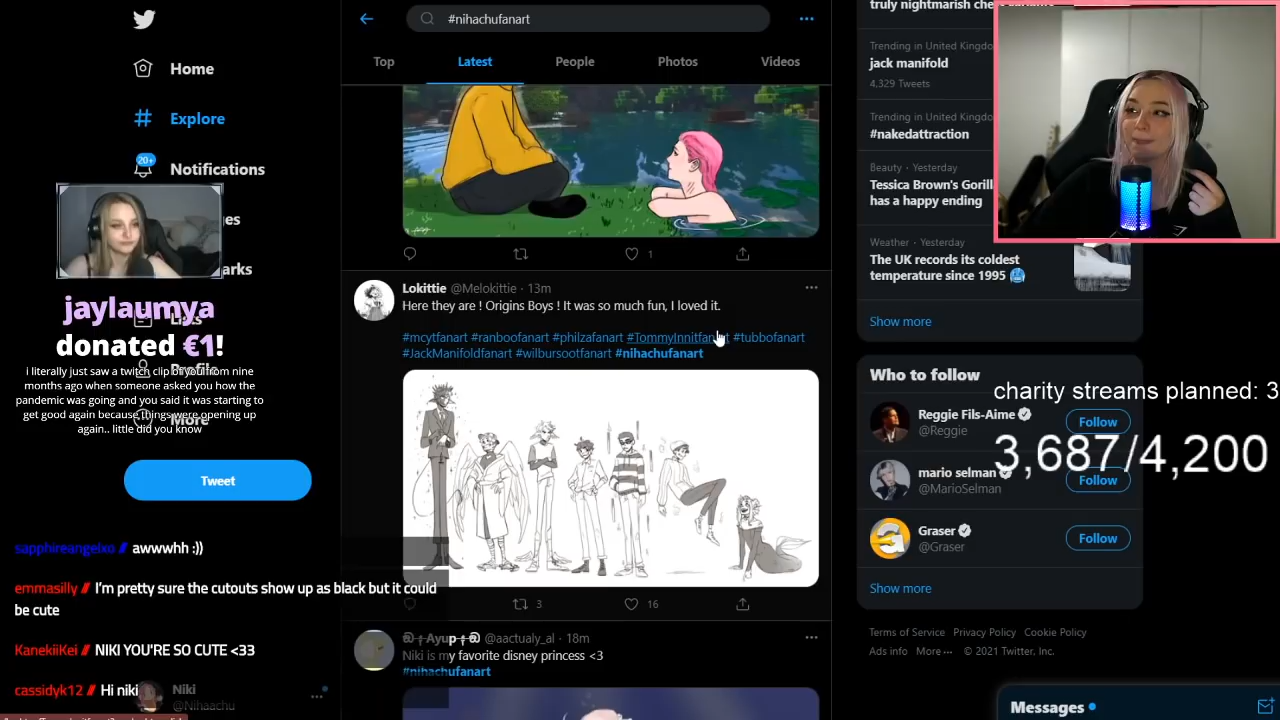 Home
Explore
Notifications
20+
jaylaumya
donated €1!
i literally just saw a twitch clip of you from nine
months ago when someone asked you how the
pandemic was going and you said it was starting to
get good again because things were opening up
again.. little did you know
Profile
More
Tweet
sapphireangelxo // awwwhh :))
emmasilly // I'm pretty sure the cutouts show up as black but it could
be cute
KanekiiKei // NIKI YOU'RE SO CUTE <33
cassidyk12 // Hi niki
Niki
@Nihaachu
#nihachufanart
Top
Latest
People
Photos
Videos
1
Lokittie @Melokittie · 13m
Here they are ! Origins Boys ! It was so much fun, I loved it.
#mcytfanart #ranboofanart #philzafanart #TommyInnitfanart #tubbofanart
#JackManifoldfanart #wilbursootfanart #nihachufanart
3
16
@aactualy_al · 18m
Niki is my favorite disney princess <3
#nihachufanart
Trending in United Kingdo
jack manifold
4,329 Tweets
Trending in United Kingdo
#nakedattraction
Beauty · Yesterday
Tessica Brown's Gorill
has a happy ending
Weather · Yesterday
The UK records its coldest
temperature since 1995
Show more
Who to follow
charity streams planned: 3
3,687/4,200
Reggie Fils-Aime
@Reggie
Follow
mario selman
@MarioSelman
Follow
Graser
@Graser
Follow
Show more
Terms of Service Privacy Policy Cookie Policy
Ads info More ··· © 2021 Twitter, Inc.
Messages